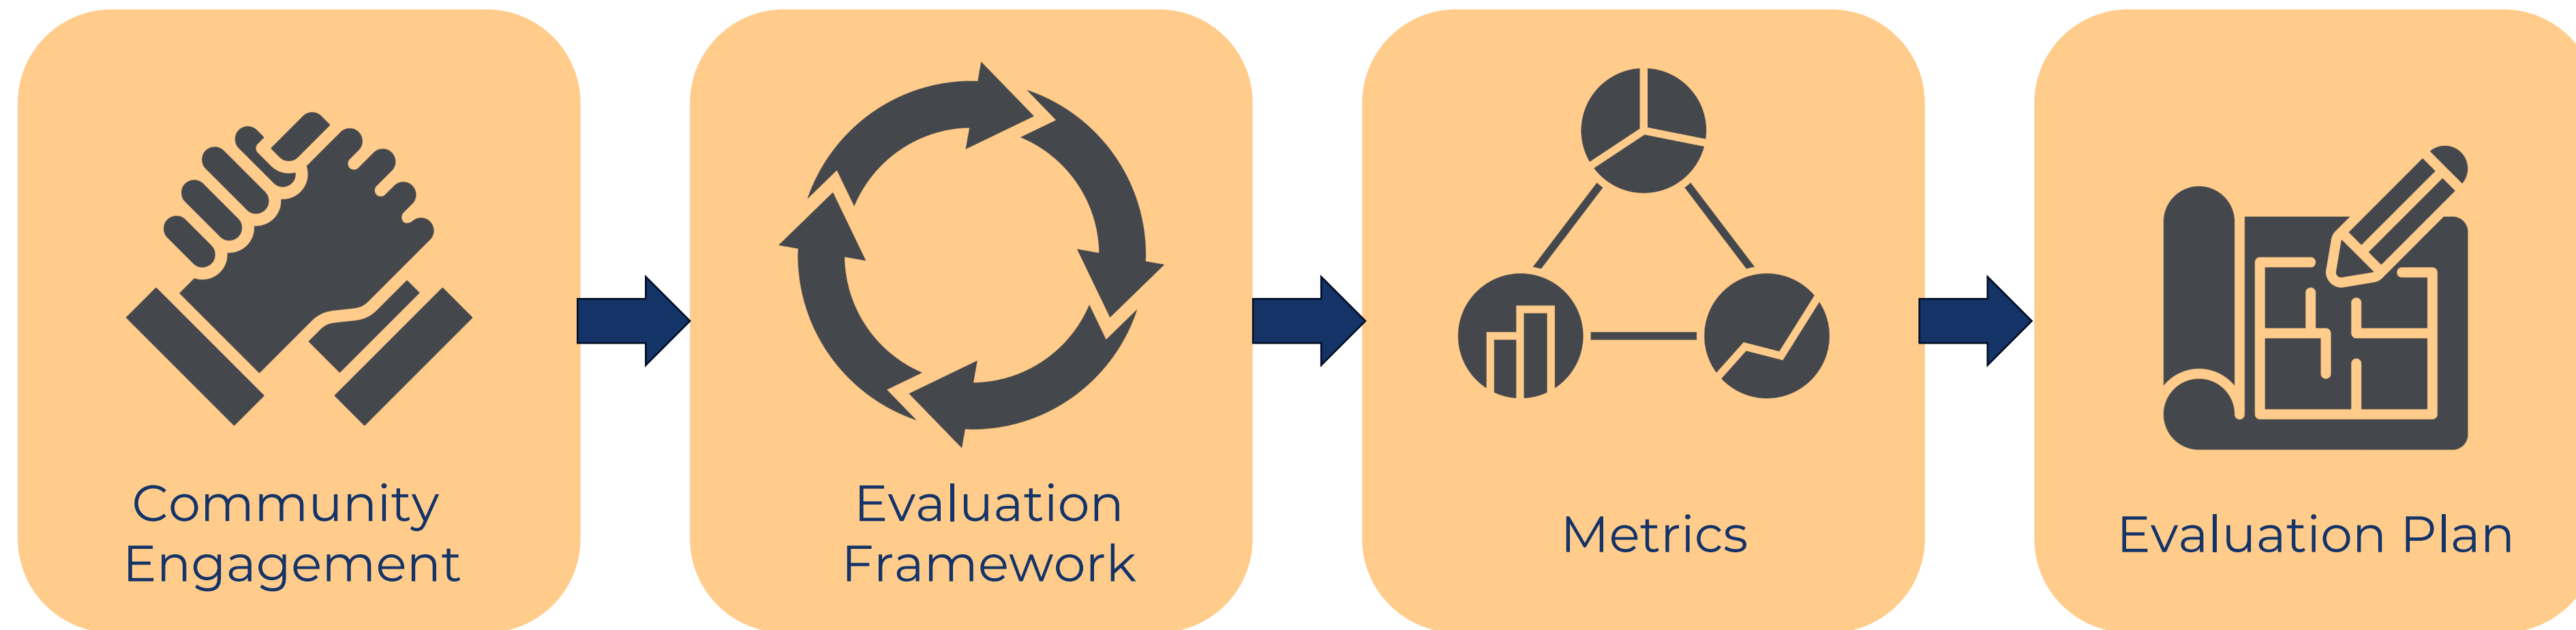 Community
Engagement
Evaluation
Framework
Metrics
Evaluation Plan